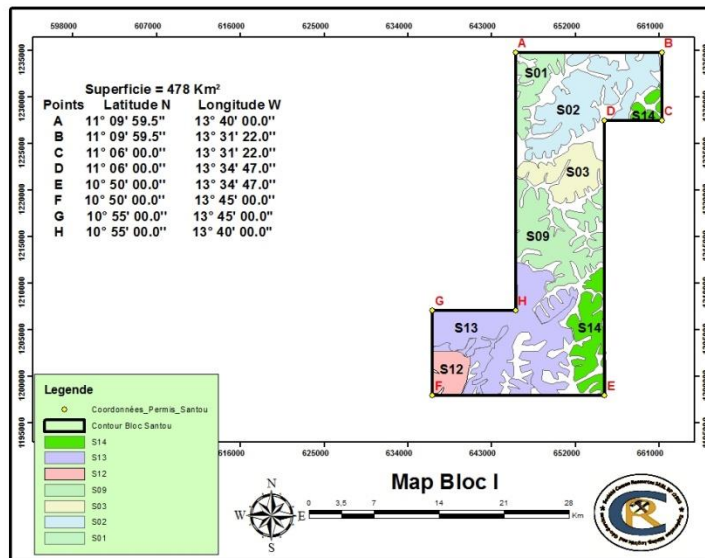 598000 607000 616000 625000 634000 643000 652000 661000
Superficie = 478 Km²
Points Latitude N Longitude W
A 11° 09' 59.5" 13° 40' 00.0"
B 11° 09' 59.5" 13° 31' 22.0"
C 11° 06' 00.0" 13° 31' 22.0"
D 11° 06' 00.0" 13° 34' 47.0"
E 10° 50' 00.0" 13° 34' 47.0"
F 10° 50' 00.0" 13° 45' 00.0"
G 10° 55' 00.0" 13° 45' 00.0"
H 10° 55' 00.0" 13° 40' 00.0"
A B
S01
S02
S14
D C
S03
S09
G H
S13
S14
S12
F E
1235000
1230000
1225000
1220000
1215000
1210000
1205000
1200000
1195000
Legende
Coordonnées_Permis_Santou
Contour Bloc Santou
S14
S13
S12
S09
S03
S02
S01
616000 625000 634000 643000 652000 661000
Map Bloc I
N
W E
S
0 3.5 7 14 21 28
Km